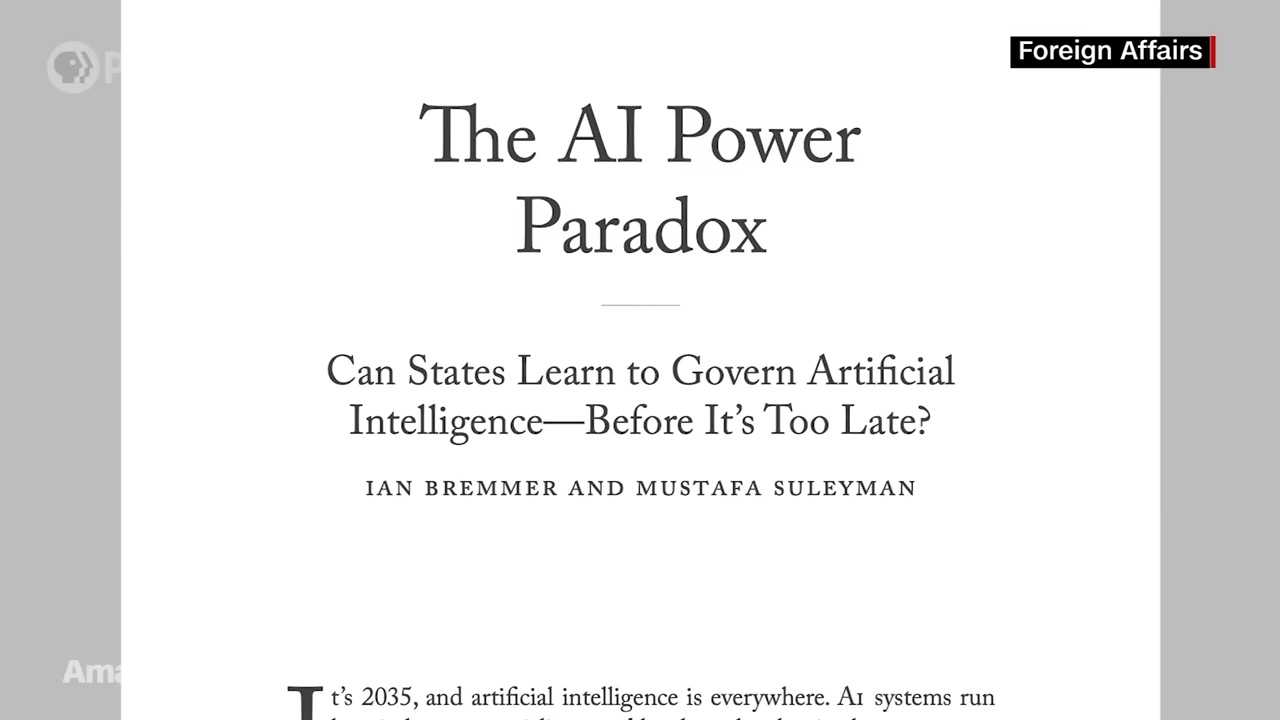 Foreign Affairs
P
The AI Power
Paradox
Can States Learn to Govern Artificial
Intelligence—Before It's Too Late?
IAN BREMMER AND MUSTAFA SULEYMAN
Ama
It's 2035, and artificial intelligence is everywhere. AI systems run